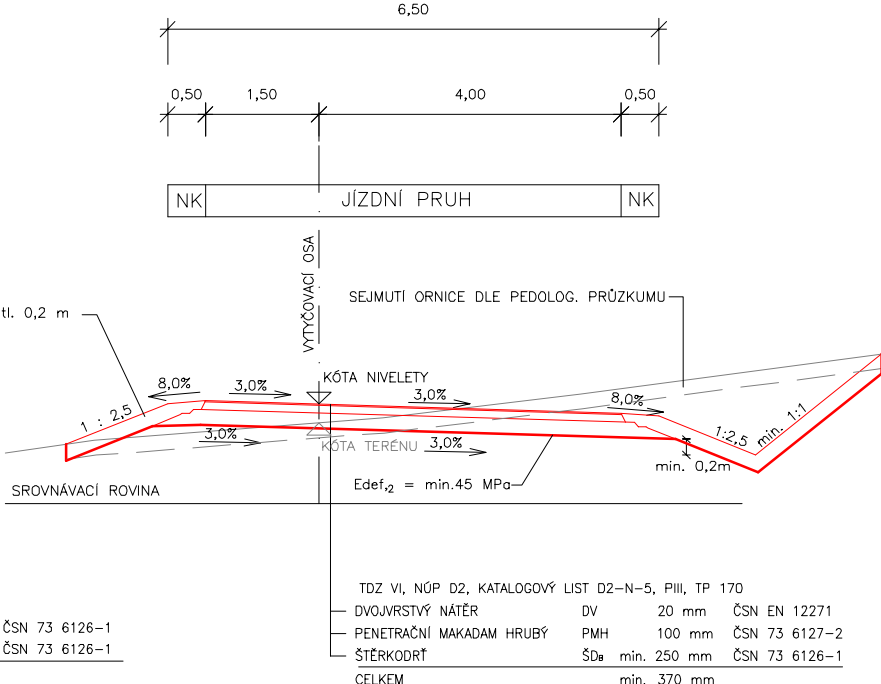 6,50
0,50 1,50 4,00 0,50
NK JÍZDNÍ PRUH NK
VYTYČOVACÍ OSA
SEJMUTÍ ORNICE DLE PEDOLOG. PRŮZKUMU
tl. 0,2 m
KÓTA NIVELETY
8,0% 3,0% 3,0% 8,0%
1 : 2,5
3,0% KÓTA TERÉNU 3,0%
1:2,5 min. 1:1
min. 0,2m
SROVNÁVACÍ ROVINA
Edef,2 = min.45 MPa
TDZ VI, NÚP D2, KATALOGOVÝ LIST D2-N-5, PIII, TP 170
DVOJVRSTVÝ NÁTĚR DV 20 mm ČSN EN 12271
ČSN 73 6126-1
PENETRAČNÍ MAKADAM HRUBÝ PMH 100 mm ČSN 73 6127-2
ČSN 73 6126-1
ŠTĚRKODRŤ ŠDB min. 250 mm ČSN 73 6126-1
CELKEM min. 370 mm